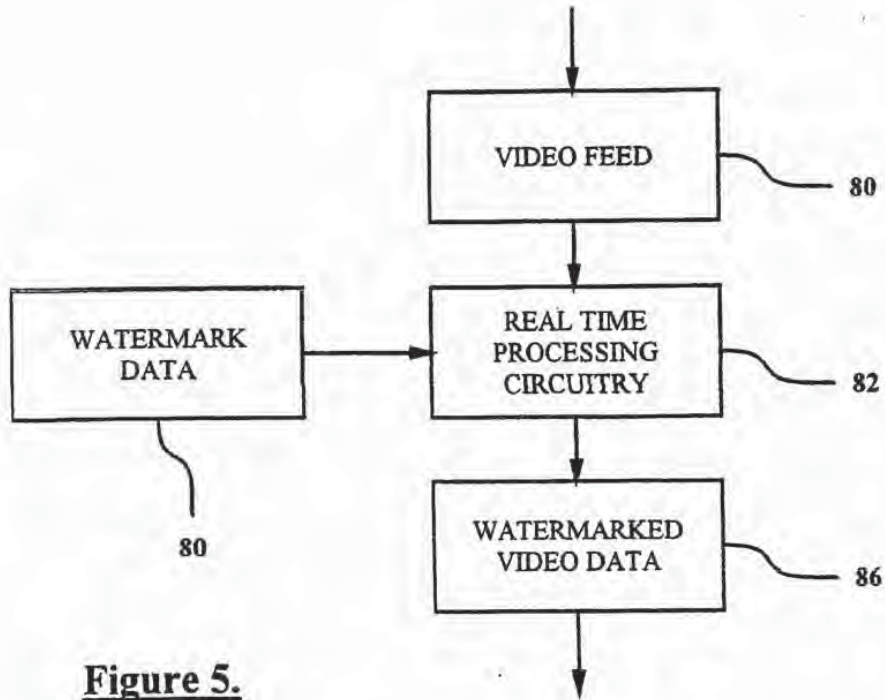 VIDEO FEED
80
WATERMARK
DATA
80
REAL TIME
PROCESSING
CIRCUITRY
82
WATERMARKED
VIDEO DATA
86
Figure 5.